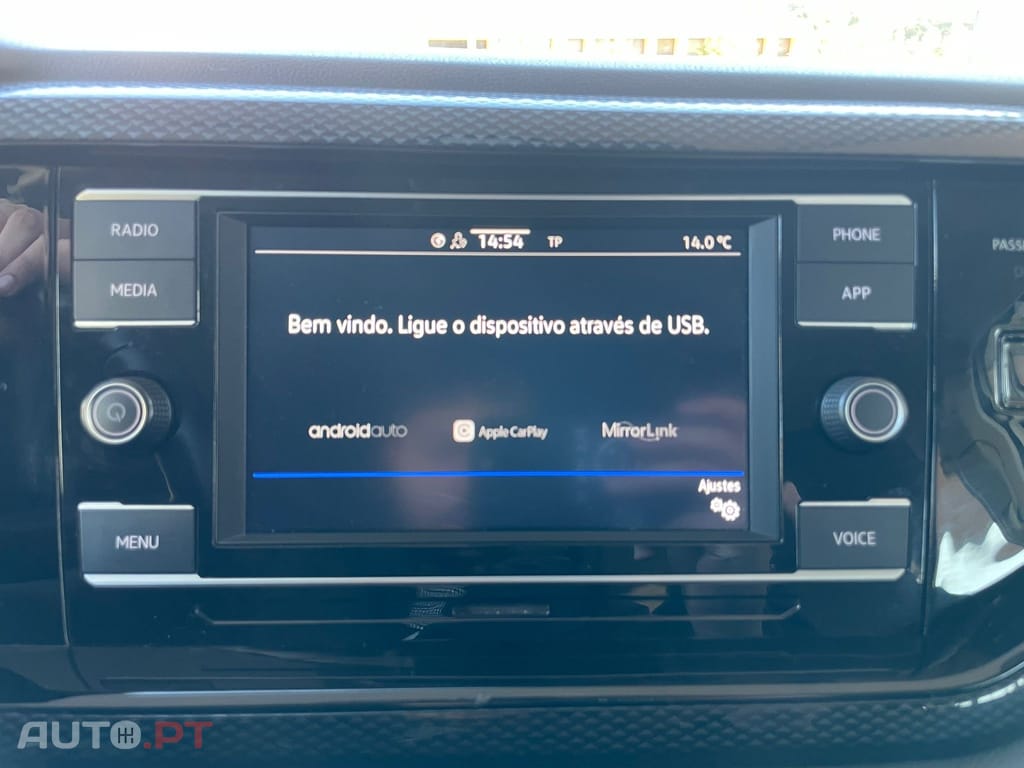 RADIO
MEDIA
MENU
14:54 TP 14.0°C
Bem vindo. Ligue o dispositivo através de USB.
androidauto
Apple CarPlay
MirrorLink
Ajustes
PHONE
APP
VOICE
AUTO.PT